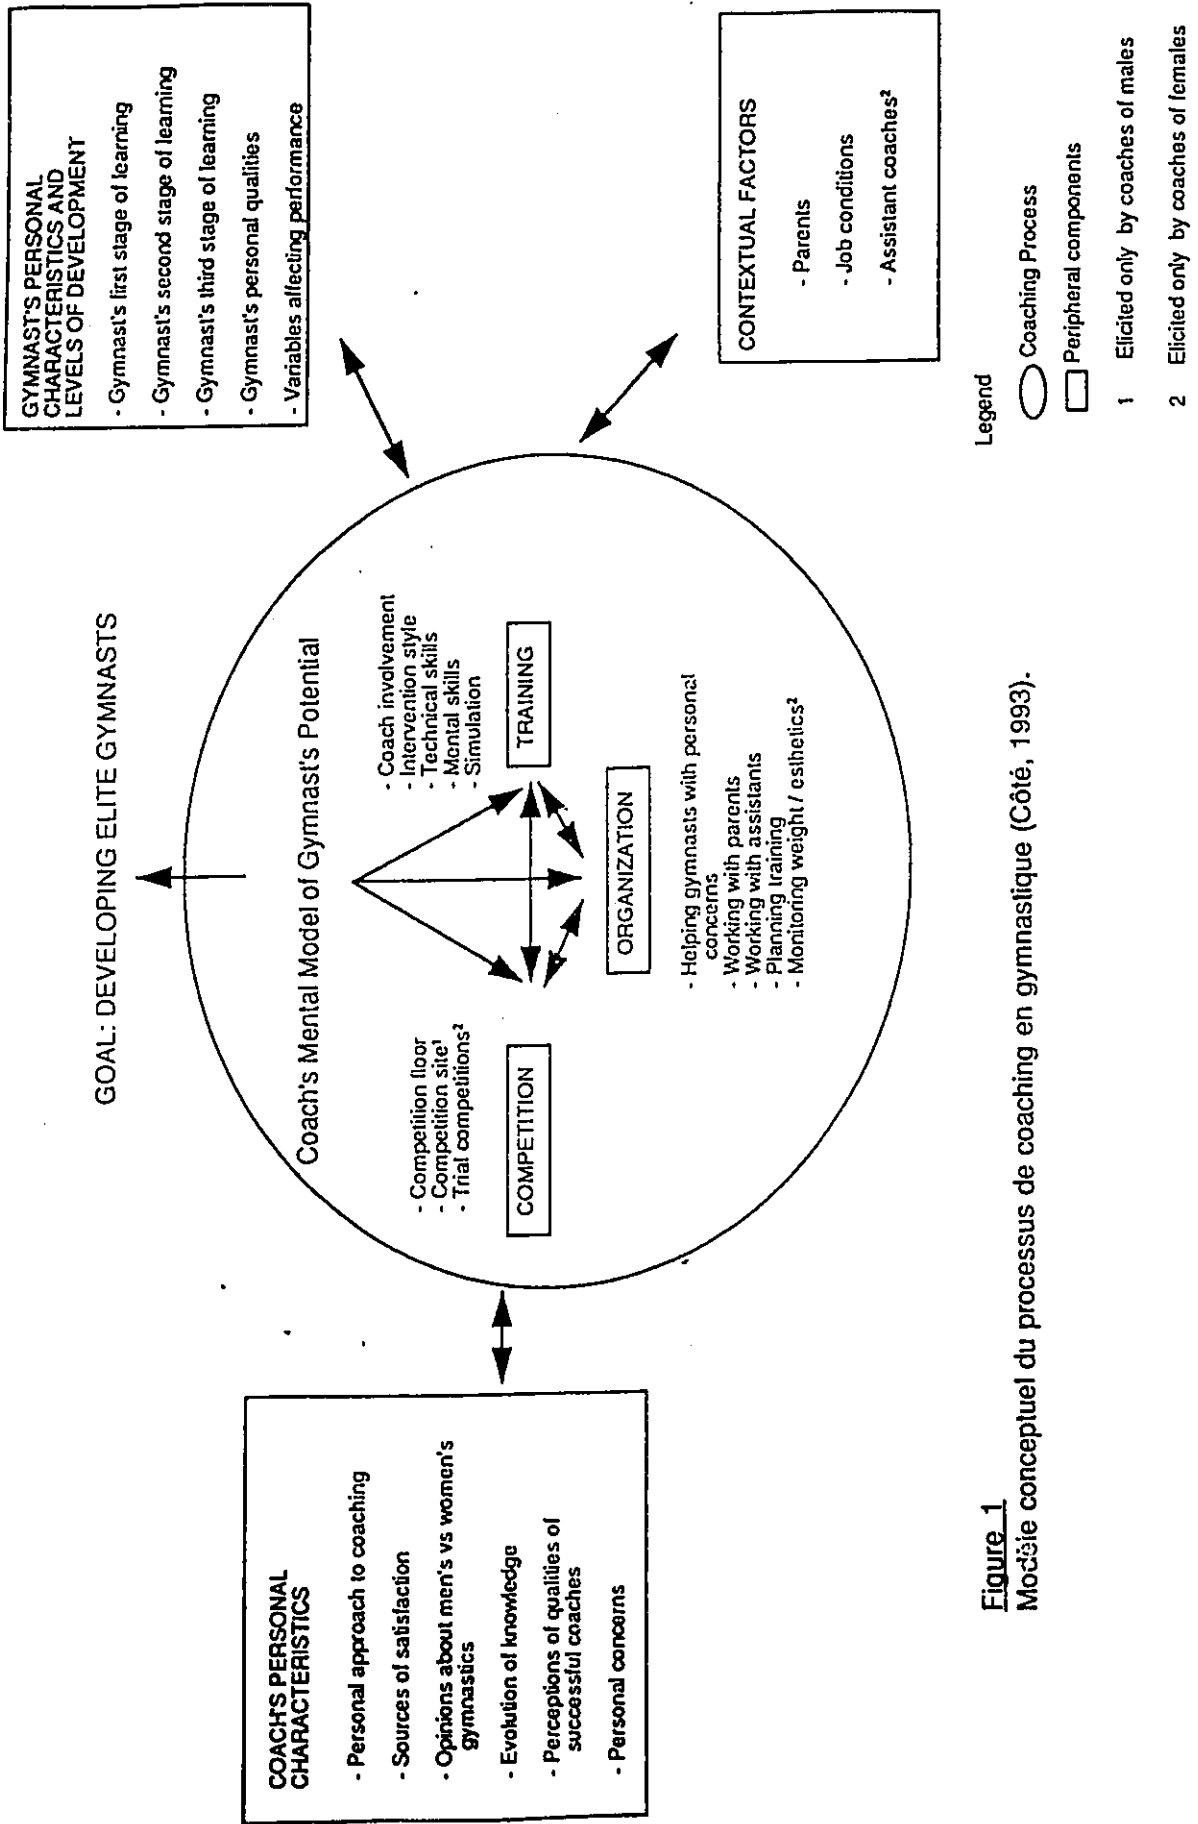 GOAL: DEVELOPING ELITE GYMNASTS
COACH'S PERSONAL
CHARACTERISTICS
- Personal approach to coaching
- Sources of satisfaction
- Opinions about men's vs women's
gymnastics
- Evolution of knowledge
- Perceptions of qualities of
successful coaches
- Personal concerns
Coach's Mental Model of Gymnast's Potential
- Competition floor
- Competition site¹
- Trial competitions²
COMPETITION
- Coach involvement
- Intervention style
- Technical skills
- Mental skills
- Simulation
TRAINING
ORGANIZATION
- Helping gymnasts with personal
concerns
- Working with parents
- Working with assistants
- Planning training
- Monitoring weight / esthetics²
GYMNAST'S PERSONAL
CHARACTERISTICS AND
LEVELS OF DEVELOPMENT
- Gymnast's first stage of learning
- Gymnast's second stage of learning
- Gymnast's third stage of learning
- Gymnast's personal qualities
- Variables affecting performance
CONTEXTUAL FACTORS
- Parents
- Job conditions
- Assistant coaches²
Legend
Coaching Process
Peripheral components
1 Elicited only by coaches of males
2 Elicited only by coaches of females
Figure 1
Modèle conceptuel du processus de coaching en gymnastique (Côté, 1993).